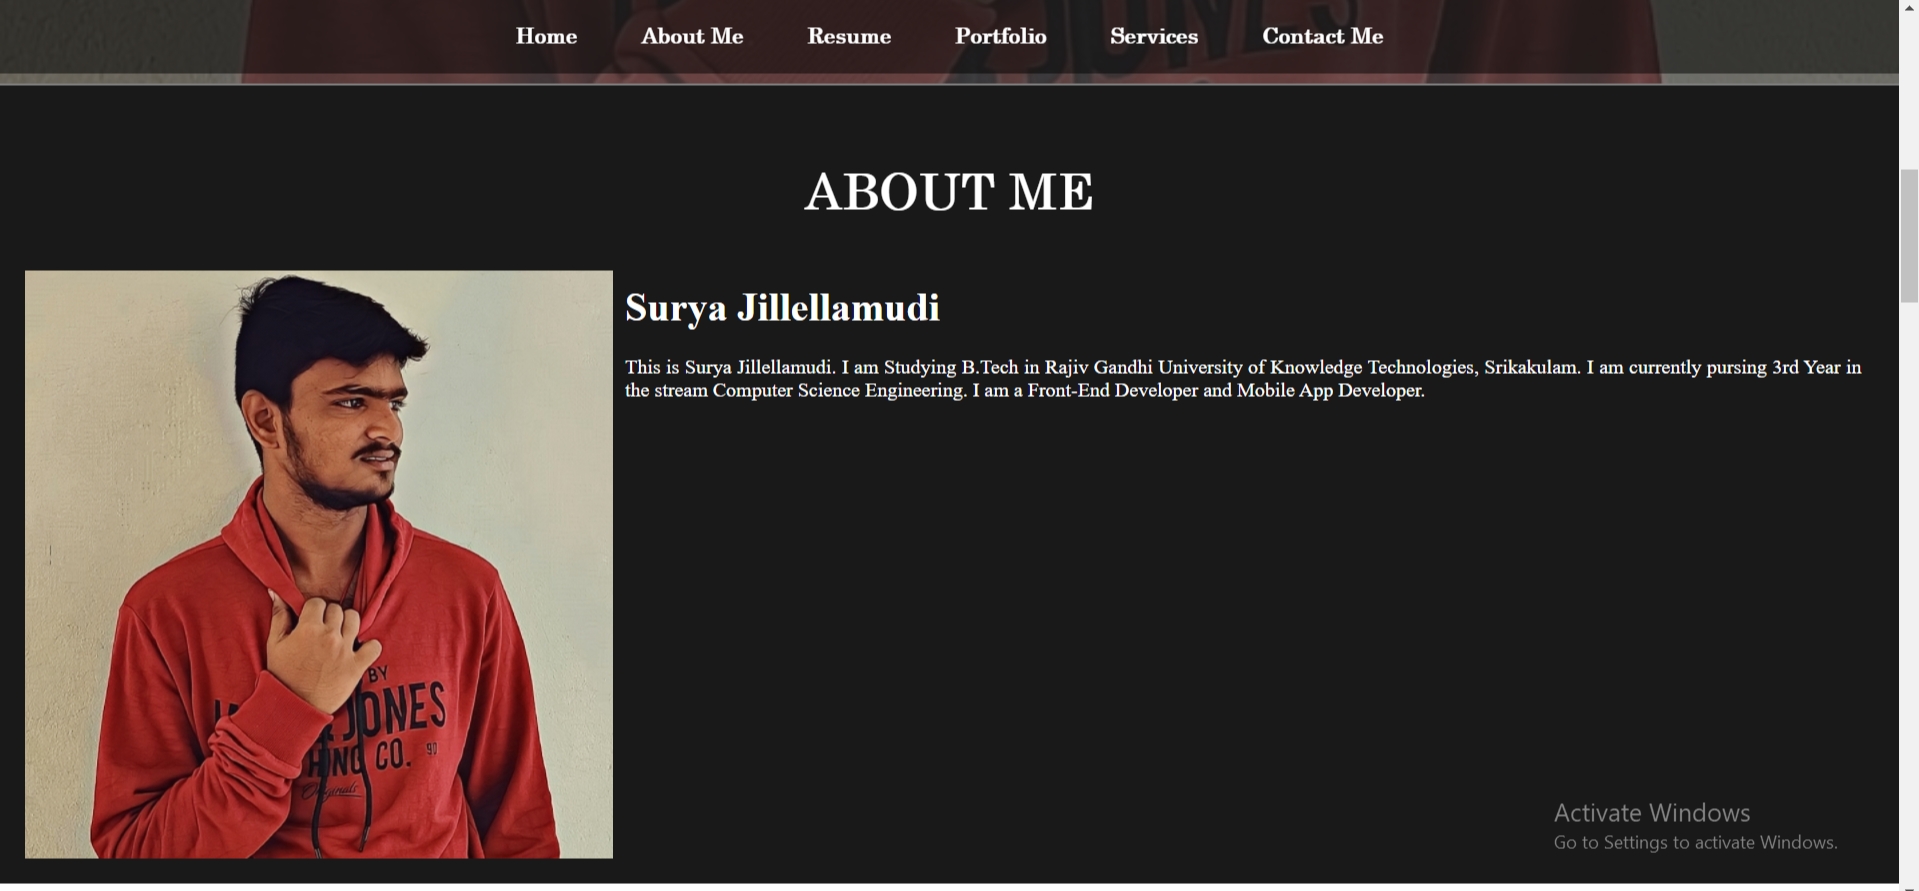 JONES
Home About Me Resume Portfolio Services Contact Me
ABOUT ME
Surya Jillellamudi
This is Surya Jillellamudi. I am Studying B.Tech in Rajiv Gandhi University of Knowledge Technologies, Srikakulam. I am currently pursing 3rd Year in
the stream Computer Science Engineering. I am a Front-End Developer and Mobile App Developer.
BY
JONES
CO. 90
Originals
Activate Windows
Go to Settings to activate Windows.